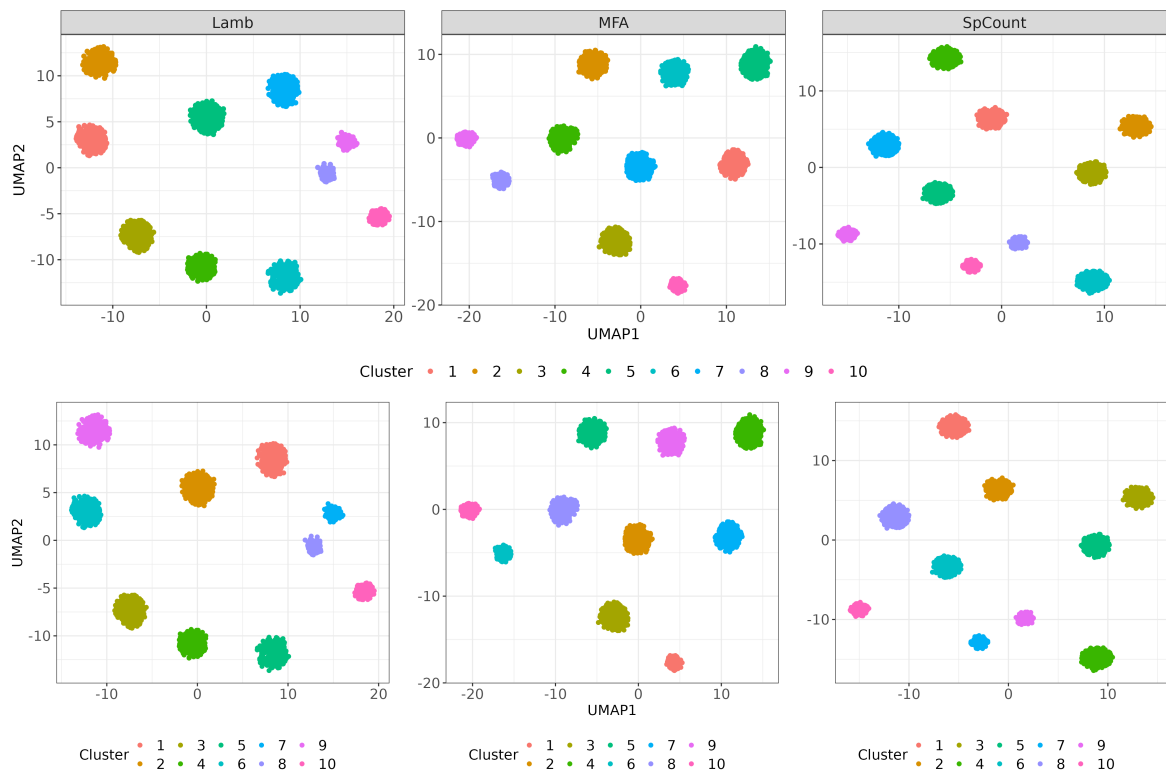 Lamb MFA SpCount
10 5 0 -5 -10
10 0 -10 -20
10 0 -10
UMAP2
-10 0 10 20
-20 -10 0 10
-10 0 10
UMAP1
Cluster 1 2 3 4 5 6 7 8 9 10
10 5 0 -5 -10
10 0 -10 -20
10 0 -10
UMAP2
-10 0 10 20
-20 -10 0 10
-10 0 10
UMAP1
Cluster 1 3 5 7 9
2 4 6 8 10
Cluster 1 3 5 7 9
2 4 6 8 10
Cluster 1 3 5 7 9
2 4 6 8 10